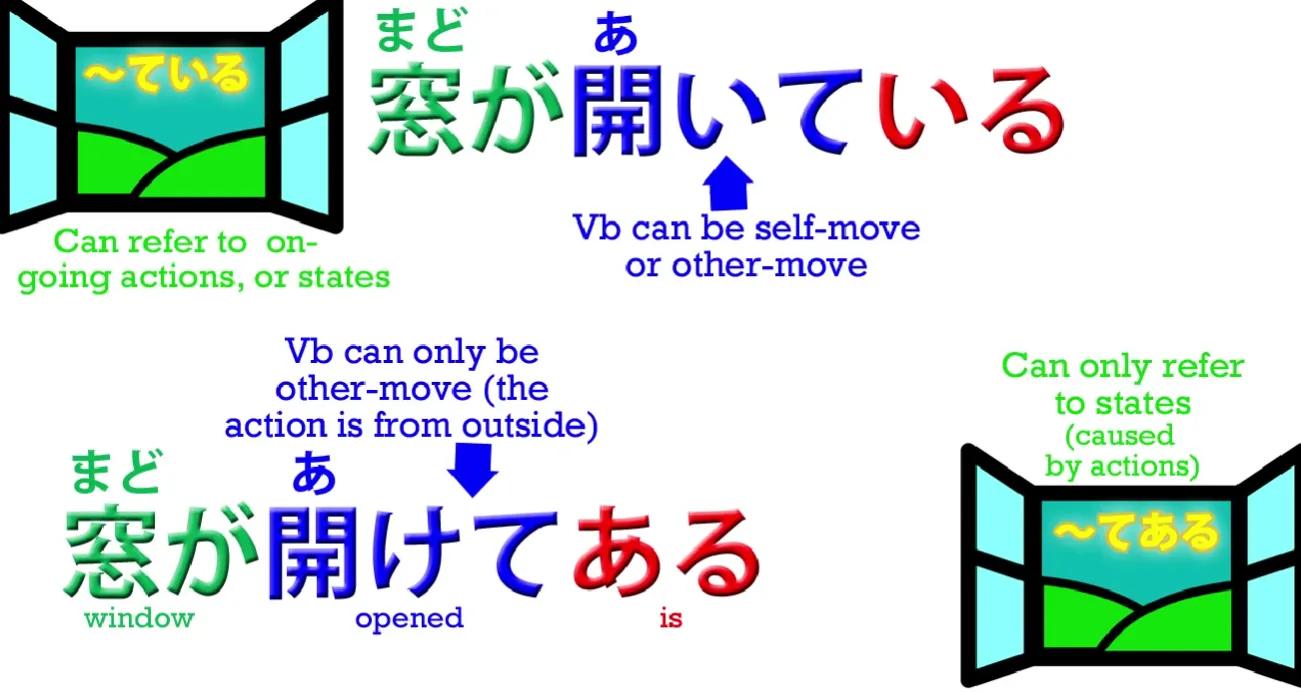 ～ている
まど あ
窓が開いている
Vb can be self-move
or other-move
Can refer to on-
going actions, or states
Vb can only be
other-move (the
action is from outside)
まど あ
窓が開けてある
window opened is
Can only refer
to states
(caused
by actions)
～てある